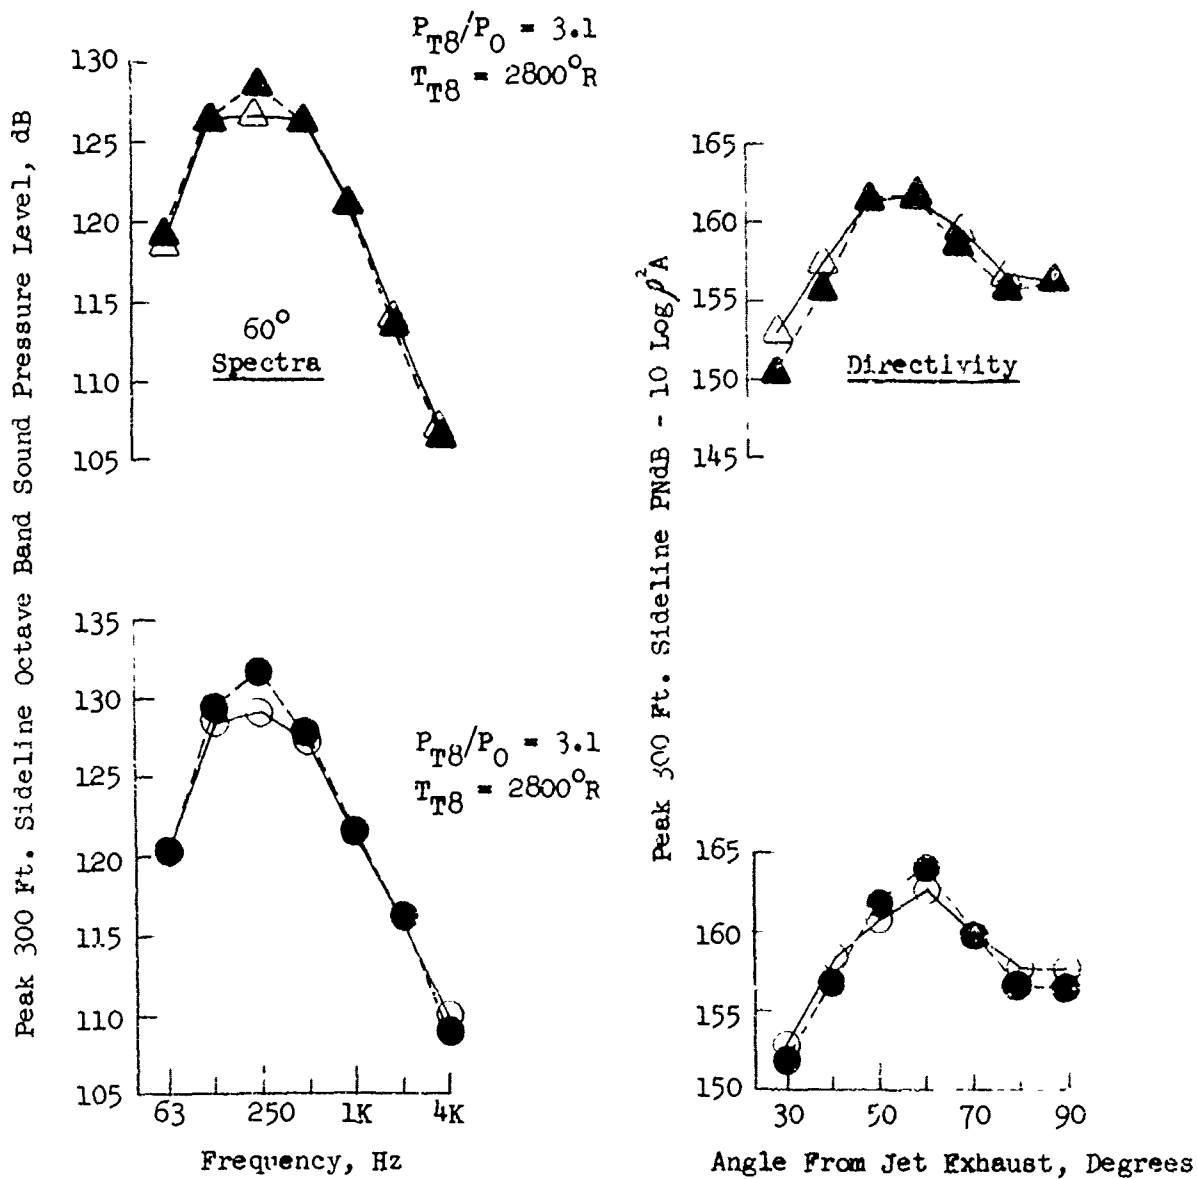 P_T8/P_O = 3.1
T_T8 = 2800°R
Peak 300 Ft. Sideline Octave Band Sound Pressure Level, dB
130
125
120
115
110
105
60°
Spectra
Peak 300 Ft. Sideline PNdB - 10 Log ρ²A
165
160
155
150
145
Directivity
135
130
125
120
115
110
105
P_T8/P_O = 3.1
T_T8 = 2800°R
63 250 1K 4K
Frequency, Hz
165
160
155
150
30 50 70 90
Angle From Jet Exhaust, Degrees